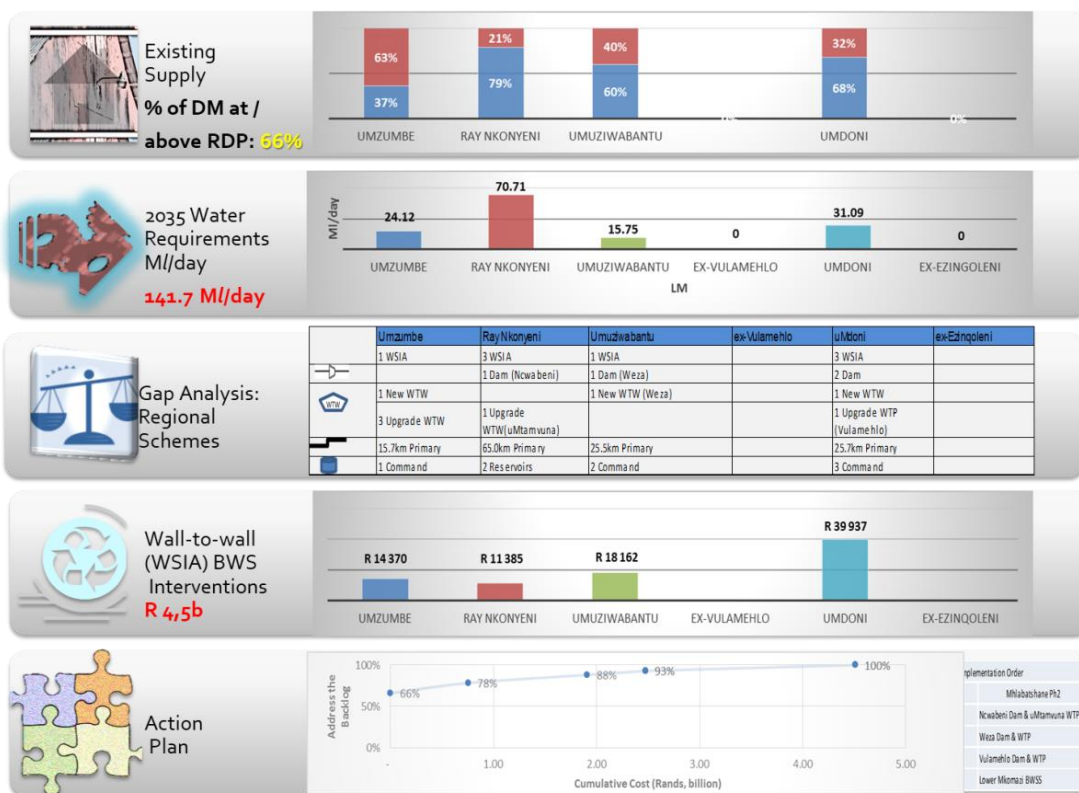 Existing
Supply
% of DM at /
above RDP: 66%
63%
37%
21%
79%
40%
60%
0%
32%
68%
0%
UMZUMBE RAY NKONYENI UMUZIWABANTU UMDONI
2035 Water
Requirements
Ml/day
141.7 Ml/day
Ml/day
24.12 70.71 15.75 0 31.09 0
UMZUMBE RAY NKONYENI UMUZIWABANTU EX-VULAMEHLO UMDONI EX-EZINGOLENI
LM
Gap Analysis:
Regional
Schemes
Umzumbe Ray Nkonyeni Umuziwabantu ex-Vulamehlo uMdoni ex-Ezinqoleni
1 WSIA 3 WSIA 1 WSIA 3 WSIA
1 Dam (Ncwabeni) 1 Dam (Weza) 2 Dam
WTW
1 New WTW 1 New WTW (Weza) 1 New WTW
3 Upgrade WTW 1 Upgrade
WTW(uMtamvuna) 1 Upgrade WTP
(Vulamehlo)
15.7km Primary 65.0km Primary 25.5km Primary 25.7km Primary
1 Command 2 Reservoirs 2 Command 3 Command
Wall-to-wall
(WSIA) BWS
Interventions
R 4,5b
R 14 370 R 11 385 R 18 162 R 39 937
UMZUMBE RAY NKONYENI UMUZIWABANTU EX-VULAMEHLO UMDONI EX-EZINQOLENI
Action
Plan
Address the
Backlog
100%
50%
0%
66% 78% 88% 93% 100%
- 1.00 2.00 3.00 4.00 5.00
Cumulative Cost (Rands, billion)
mplementation Order
Mhlabatshane Ph2
Ncwabeni Dam & uMtamvuna WTP
Weza Dam & WTP
Vulamehlo Dam & WTP
Lower Mkomazi BWSS